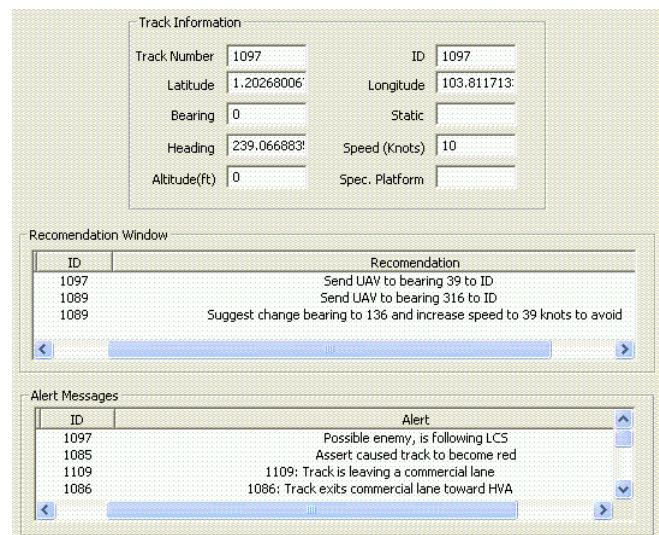 Track Information
Track Number 1097 ID 1097
Latitude 1.20268006 Longitude 103.811713
Bearing 0 Static
Heading 239.066883 Speed (Knots) 10
Altitude(ft) 0 Spec. Platform
Recomendation Window
ID Recomendation
1097 Send UAV to bearing 39 to ID
1089 Send UAV to bearing 316 to ID
1089 Suggest change bearing to 136 and increase speed to 39 knots to avoid
Alert Messages
ID Alert
1097 Possible enemy, is following LCS
1085 Assert caused track to become red
1109 1109: Track is leaving a commercial lane
1086 1086: Track exits commercial lane toward HVA